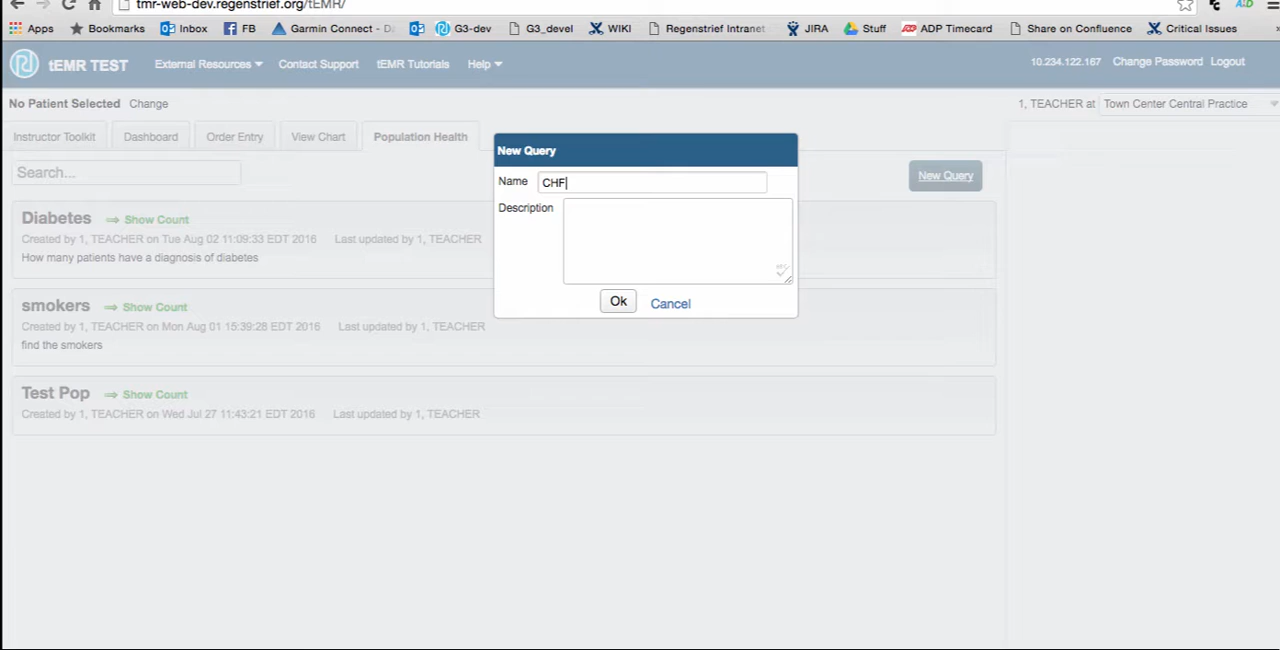 tmr-web-dev.regenstrief.org/tEMR/
Apps Bookmarks Inbox FB Garmin Connect - Da G3-dev G3_devel WIKI Regenstrief Intranet JIRA Stuff ADP Timecard Share on Confluence Critical Issues »
tEMR TEST External Resources Contact Support tEMR Tutorials Help 10.234.122.167 Change Password Logout
No Patient Selected Change 1, TEACHER at Town Center Central Practice
Instructor Toolkit Dashboard Order Entry View Chart Population Health
New Query
Search... New Query
Name CHF
Description
Diabetes ⇒ Show Count
Created by 1, TEACHER on Tue Aug 02 11:09:33 EDT 2016 Last updated by 1, TEACHER
How many patients have a diagnosis of diabetes
Ok Cancel
smokers ⇒ Show Count
Created by 1, TEACHER on Mon Aug 01 15:39:28 EDT 2016 Last updated by 1, TEACHER
find the smokers
Test Pop ⇒ Show Count
Created by 1, TEACHER on Wed Jul 27 11:43:21 EDT 2016 Last updated by 1, TEACHER